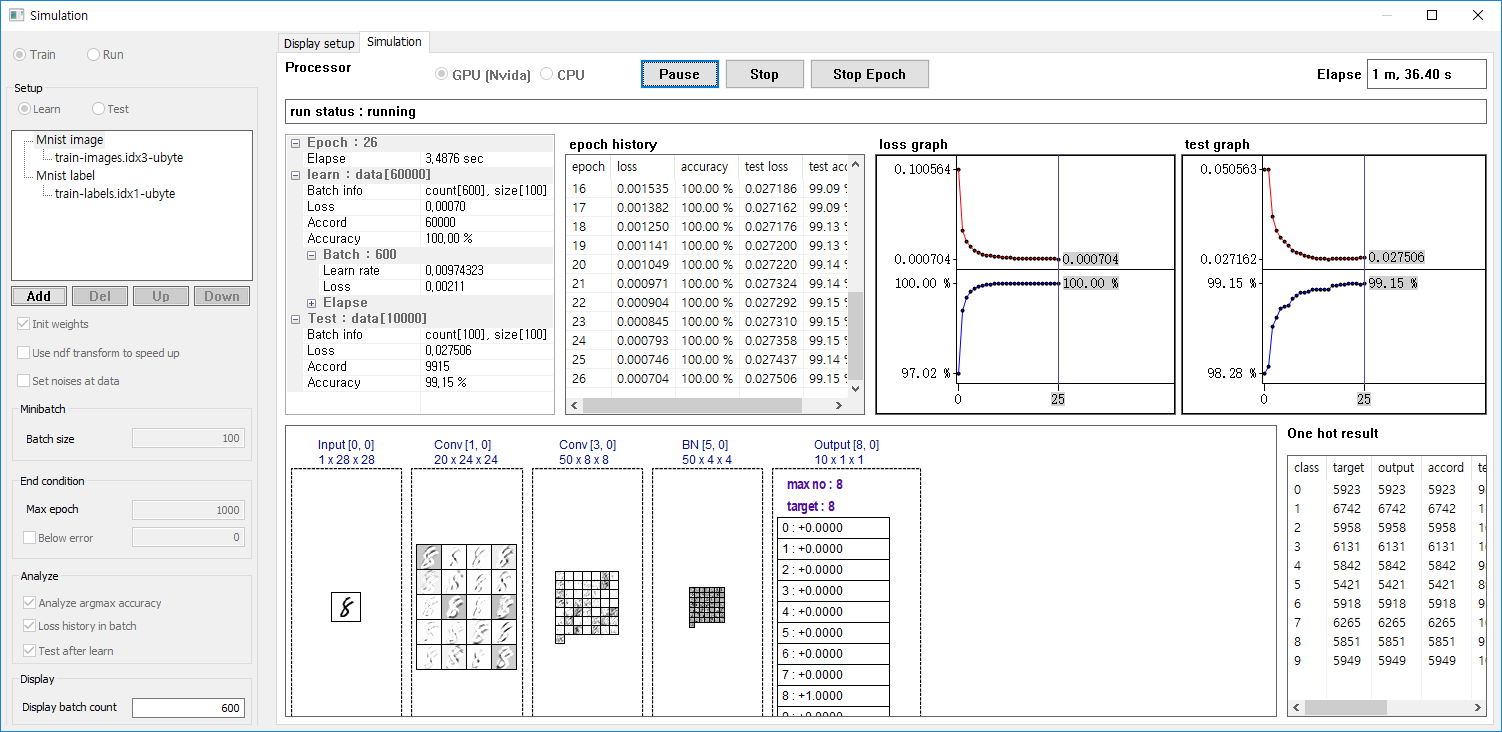 Simulation
Train Run
Setup
Learn Test
Mnist image
train-images.idx3-ubyte
Mnist label
train-labels.idx1-ubyte
Add Del Up Down
Init weights
Use ndf transform to speed up
Set noises at data
Minibatch
Batch size 100
End condition
Max epoch 1000
Below error 0
Analyze
Analyze argmax accuracy
Loss history in batch
Test after learn
Display
Display batch count 600
Display setup Simulation
Processor GPU (Nvida) CPU Pause Stop Stop Epoch Elapse 1 m, 36.40 s
run status : running
Epoch : 26
Elapse 3,4876 sec
learn : data[60000]
Batch info count[600], size[100]
Loss 0,00070
Accord 60000
Accuracy 100,00 %
Batch : 600
Learn rate 0,00974323
Loss 0,00211
Elapse
Test : data[10000]
Batch info count[100], size[100]
Loss 0,027506
Accord 9915
Accuracy 99,15 %
epoch history
epoch loss accuracy test loss test acc
16 0.001535 100.00 % 0.027186 99.09 %
17 0.001382 100.00 % 0.027162 99.09 %
18 0.001250 100.00 % 0.027176 99.13 %
19 0.001141 100.00 % 0.027200 99.13 %
20 0.001049 100.00 % 0.027220 99.14 %
21 0.000971 100.00 % 0.027324 99.14 %
22 0.000904 100.00 % 0.027292 99.15 %
23 0.000845 100.00 % 0.027310 99.15 %
24 0.000793 100.00 % 0.027358 99.15 %
25 0.000746 100.00 % 0.027437 99.14 %
26 0.000704 100.00 % 0.027506 99.15 %
loss graph
0.100564
0.000704 0.000704
100.00 % 100.00 %
97.02 %
0 25
test graph
0.050563
0.027162 0.027506
99.15 % 99.15 %
98.28 %
0 25
Input [0, 0] Conv [1, 0] Conv [3, 0] BN [5, 0] Output [8, 0]
1 x 28 x 28 20 x 24 x 24 50 x 8 x 8 50 x 4 x 4 10 x 1 x 1
8
max no : 8
target : 8
0 : +0.0000
1 : +0.0000
2 : +0.0000
3 : +0.0000
4 : +0.0000
5 : +0.0000
6 : +0.0000
7 : +0.0000
8 : +1.0000
One hot result
class target output accord te
0 5923 5923 5923 9
1 6742 6742 6742 1
2 5958 5958 5958 1
3 6131 6131 6131 1
4 5842 5842 5842 9
5 5421 5421 5421 8
6 5918 5918 5918 9
7 6265 6265 6265 1
8 5851 5851 5851 9
9 5949 5949 5949 1